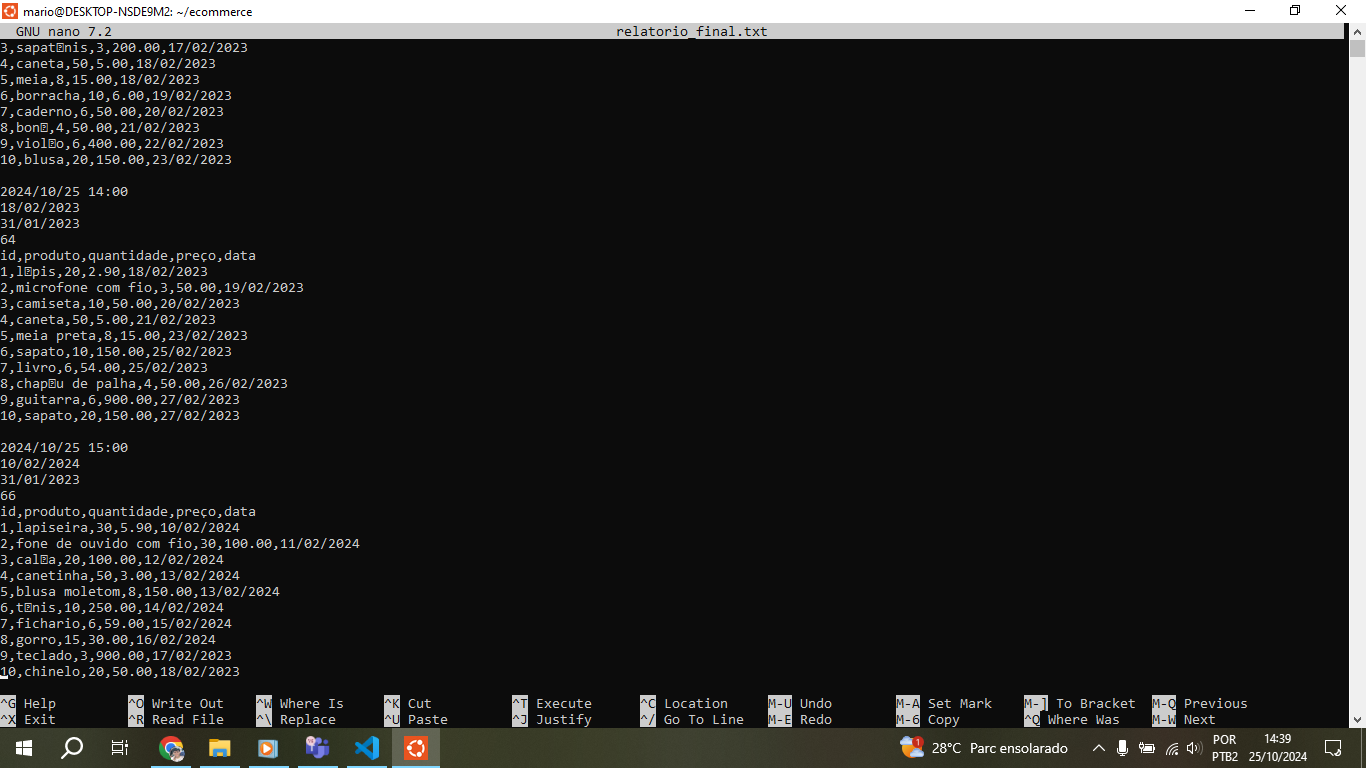 mario@DESKTOP-NSDE9M2: ~/ecommerce
GNU nano 7.2 relatorio_final.txt
3,sapat�nis,3,200.00,17/02/2023
4,caneta,50,5.00,18/02/2023
5,meia,8,15.00,18/02/2023
6,borracha,10,6.00,19/02/2023
7,caderno,6,50.00,20/02/2023
8,bon�,4,50.00,21/02/2023
9,viol�o,6,400.00,22/02/2023
10,blusa,20,150.00,23/02/2023
2024/10/25 14:00
18/02/2023
31/01/2023
64
id,produto,quantidade,preço,data
1,l�pis,20,2.90,18/02/2023
2,microfone com fio,3,50.00,19/02/2023
3,camiseta,10,50.00,20/02/2023
4,caneta,50,5.00,21/02/2023
5,meia preta,8,15.00,23/02/2023
6,sapato,10,150.00,25/02/2023
7,livro,6,54.00,25/02/2023
8,chap�u de palha,4,50.00,26/02/2023
9,guitarra,6,900.00,27/02/2023
10,sapato,20,150.00,27/02/2023
2024/10/25 15:00
10/02/2024
31/01/2023
66
id,produto,quantidade,preço,data
1,lapiseira,30,5.90,10/02/2024
2,fone de ouvido com fio,30,100.00,11/02/2024
3,cal�a,20,100.00,12/02/2024
4,canetinha,50,3.00,13/02/2024
5,blusa moletom,8,150.00,13/02/2024
6,t�nis,10,250.00,14/02/2024
7,fichario,6,59.00,15/02/2024
8,gorro,15,30.00,16/02/2024
9,teclado,3,900.00,17/02/2023
10,chinelo,20,50.00,18/02/2023
^G Help ^O Write Out ^W Where Is ^K Cut ^T Execute ^C Location M-U Undo M-A Set Mark M-] To Bracket M-Q Previous
^X Exit ^R Read File ^\ Replace ^U Paste ^J Justify ^/ Go To Line M-E Redo M-6 Copy ^Q Where Was M-W Next
1 28°C Parc ensolarado POR 14:39
PTB2 25/10/2024